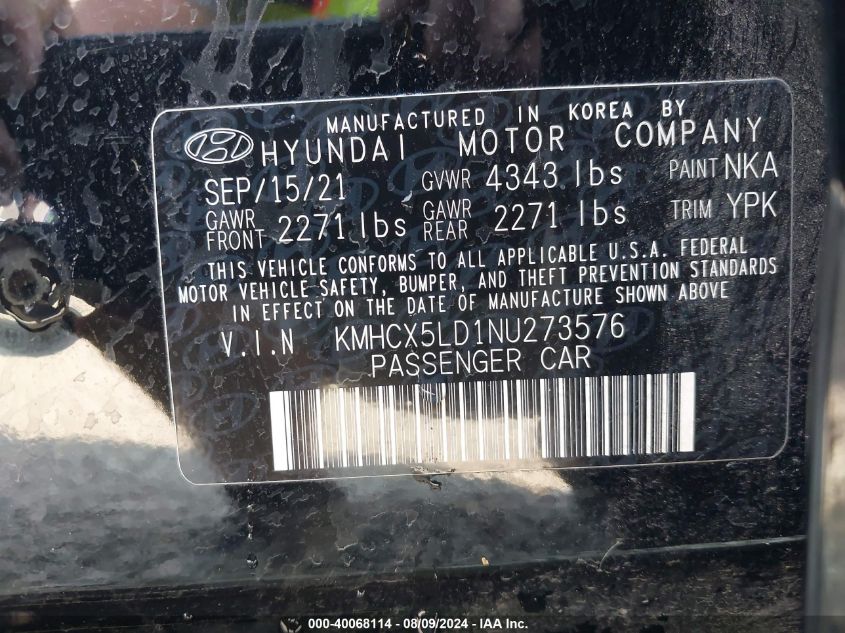 MANUFACTURED IN KOREA BY
HYUNDAI MOTOR COMPANY
SEP/15/21 GVWR 4343 lbs PAINT NKA
GAWR FRONT 2271 lbs GAWR REAR 2271 lbs TRIM YPK
THIS VEHICLE CONFORMS TO ALL APPLICABLE U.S.A. FEDERAL
MOTOR VEHICLE SAFETY, BUMPER, AND THEFT PREVENTION STANDARDS
IN EFFECT ON THE DATE OF MANUFACTURE SHOWN ABOVE
V.I.N KMHCX5LD1NU273576
PASSENGER CAR
000-40068114 - 08/09/2024 - IAA Inc.